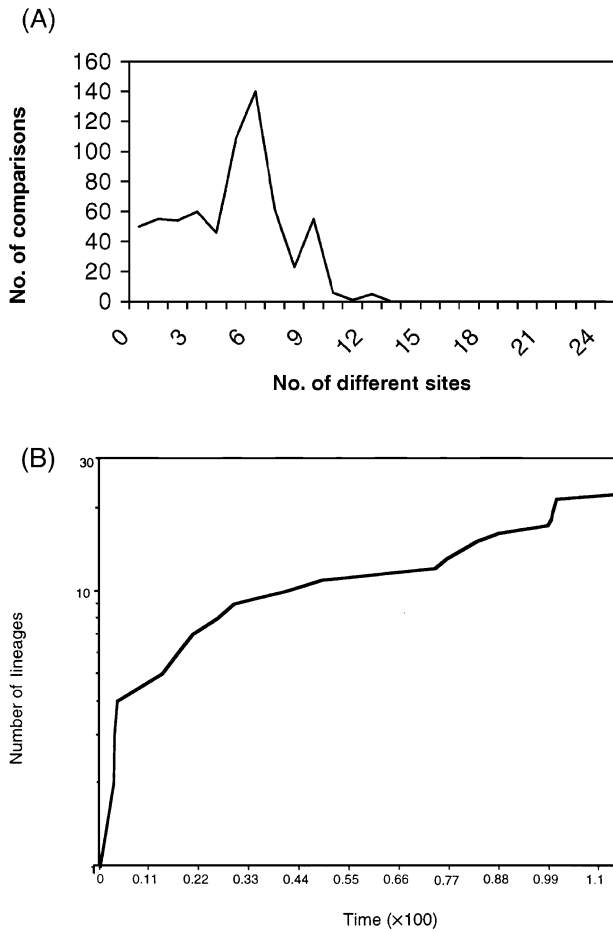 (A)
160
140
120
100
80
60
40
20
0
No. of comparisons
0 3 6 9 12 15 18 21 24
No. of different sites
(B)
30
10
Number of lineages
0 0.11 0.22 0.33 0.44 0.55 0.66 0.77 0.88 0.99 1.1
Time (×100)